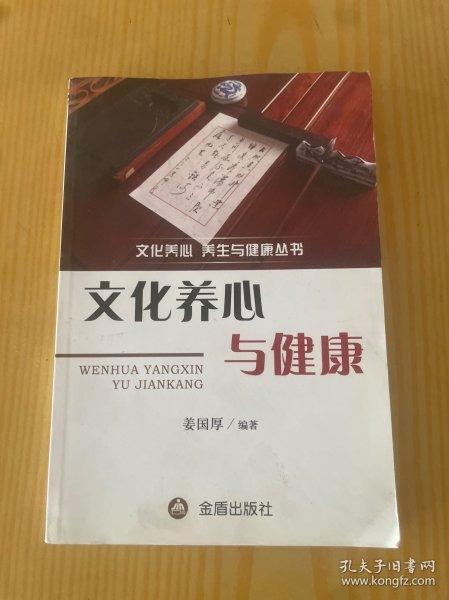 文化养心 养生与健康丛书
文化养心
与健康
WENHUA YANGXIN
YU JIANKANG
姜国厚/编著
金盾出版社
孔夫子旧书网
www.kongfz.com